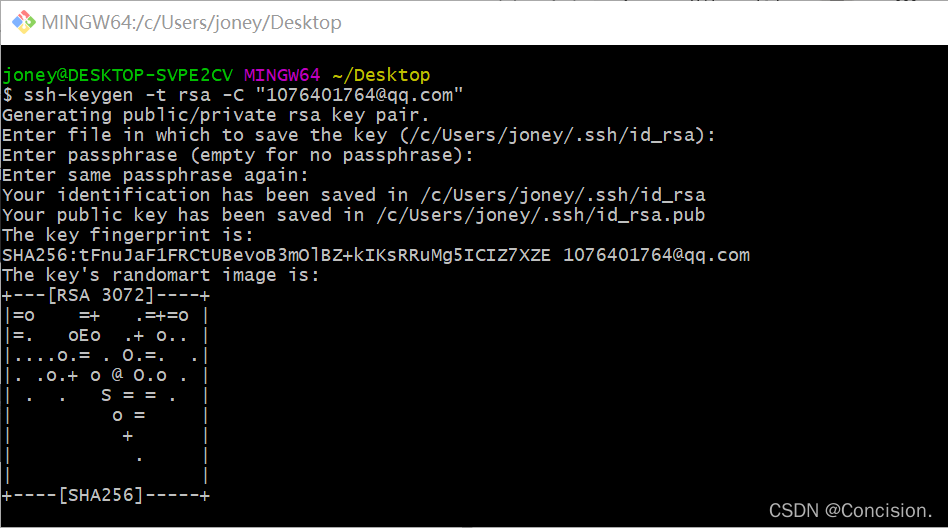 MINGW64:/c/Users/joney/Desktop
joney@DESKTOP-SVPE2CV MINGW64 ~/Desktop
$ ssh-keygen -t rsa -C "1076401764@qq.com"
Generating public/private rsa key pair.
Enter file in which to save the key (/c/Users/joney/.ssh/id_rsa):
Enter passphrase (empty for no passphrase):
Enter same passphrase again:
Your identification has been saved in /c/Users/joney/.ssh/id_rsa
Your public key has been saved in /c/Users/joney/.ssh/id_rsa.pub
The key fingerprint is:
SHA256:tFnuJaF1FRCtUBevoB3mOlBZ+kIKsRRuMg5ICIZ7XZE 1076401764@qq.com
The key's randomart image is:
+---[RSA 3072]----+
|=o    =+   .=+=o |
|=.   oEo  .+ o.. |
|....o.= . O.=.  .|
|. .o.+ o @ O.o . |
| .  .   S = = .  |
|         o =     |
|          +      |
|           .     |
|                 |
+----[SHA256]-----+
CSDN @Concision.